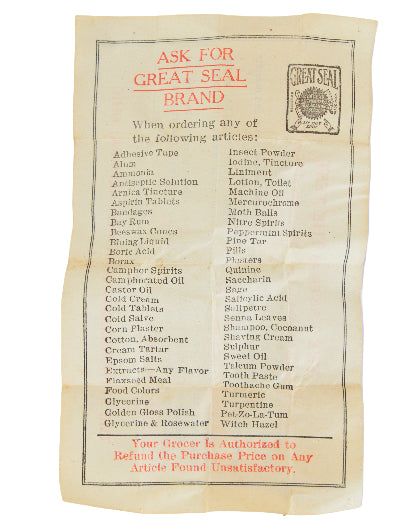 ASK FOR
GREAT SEAL
BRAND
GREAT SEAL
When ordering any of
the following articles:
Adhesive Tape
Alum
Ammonia
Antiseptic Solution
Arnica Tincture
Aspirin Tablets
Bandages
Bay Rum
Beeswax Cones
Bluing Liquid
Boric Acid
Borax
Camphor Spirits
Camphorated Oil
Castor Oil
Cold Cream
Cold Tablets
Cold Salve
Corn Plaster
Cotton, Absorbent
Cream Tartar
Epsom Salts
Extracts—Any Flavor
Flaxseed Meal
Food Colors
Glycerine
Golden Gloss Polish
Glycerine & Rosewater
Insect Powder
Iodine, Tincture
Liniment
Lotion, Toilet
Machine Oil
Mercurochrome
Moth Balls
Nitre Spirits
Peppermint Spirits
Pine Tar
Pills
Plasters
Quinine
Saccharin
Sage
Salicylic Acid
Saltpetre
Senna Leaves
Shampoo, Cocoanut
Shaving Cream
Sulphur
Sweet Oil
Talcum Powder
Tooth Paste
Toothache Gum
Turmeric
Turpentine
Pet-Zo-La-Tum
Witch Hazel
Your Grocer Is Authorized to
Refund the Purchase Price on Any
Article Found Unsatisfactory.